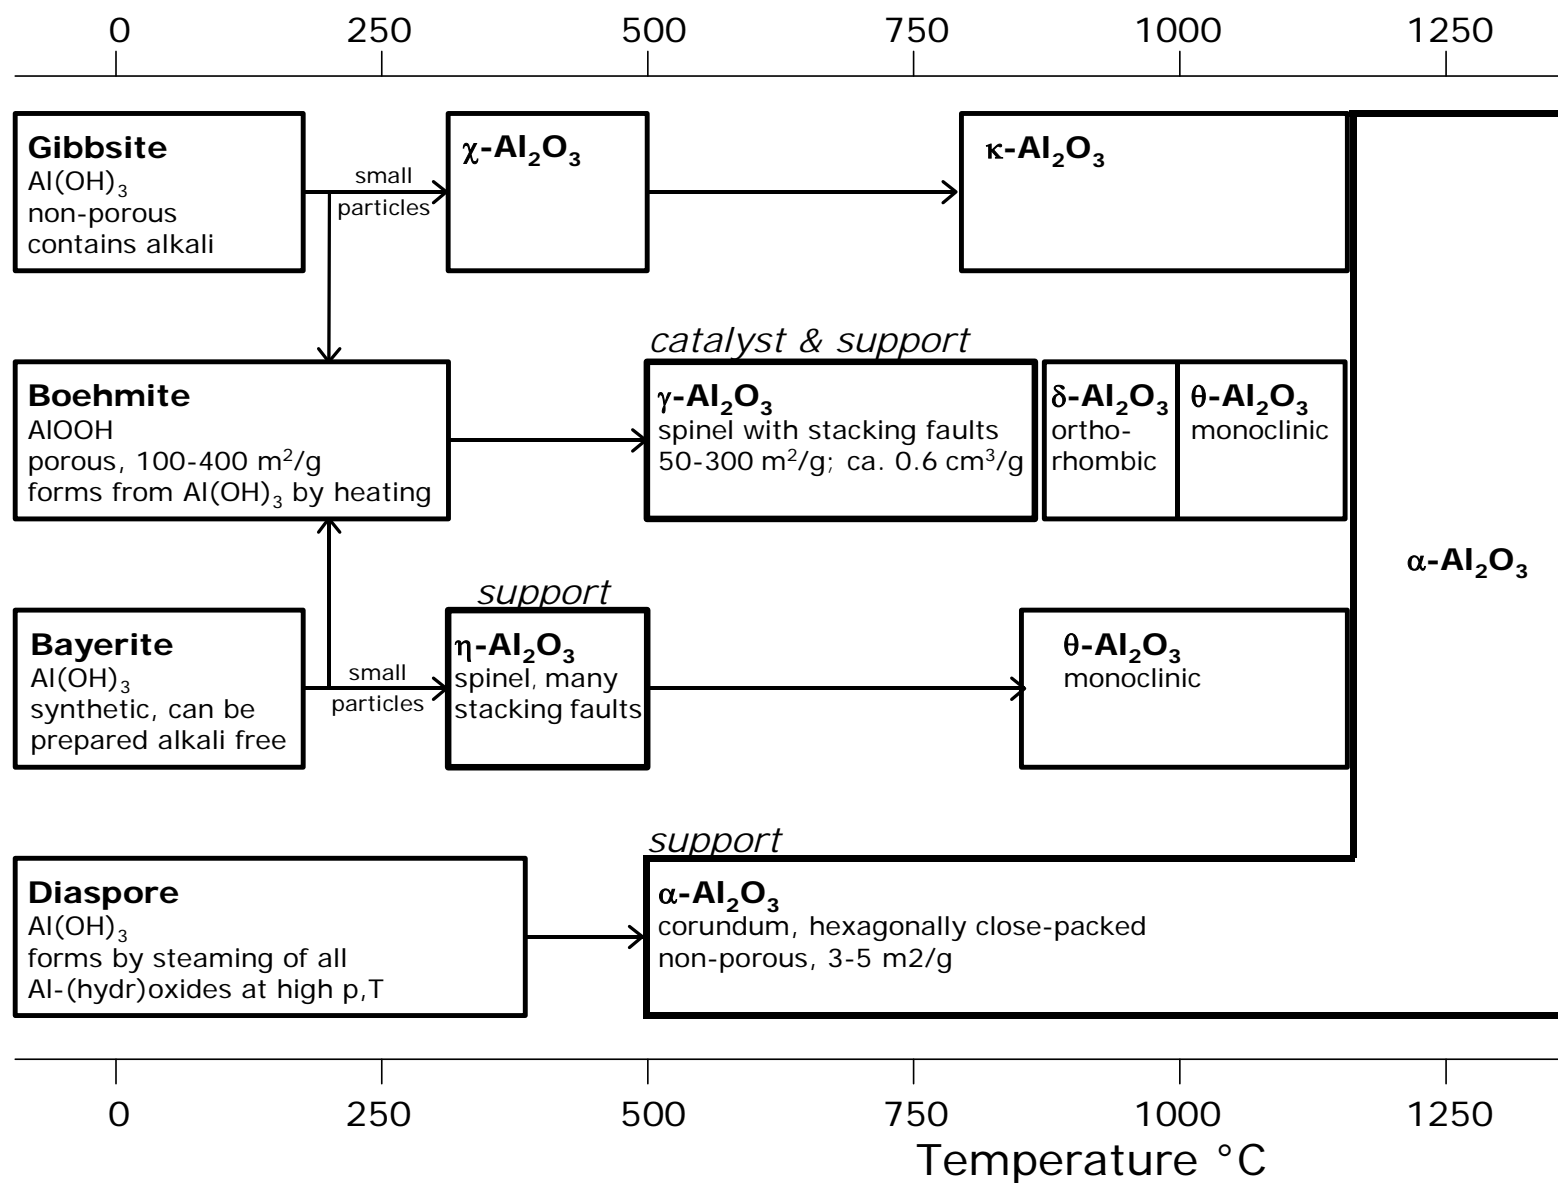 0 250 500 750 1000 1250
Gibbsite
Al(OH)₃
non-porous
contains alkali
small
particles
χ-Al₂O₃
κ-Al₂O₃
catalyst & support
Boehmite
AlOOH
porous, 100-400 m²/g
forms from Al(OH)₃ by heating
γ-Al₂O₃
spinel with stacking faults
50-300 m²/g; ca. 0.6 cm³/g
δ-Al₂O₃
ortho-
rhombic
θ-Al₂O₃
monoclinic
α-Al₂O₃
support
Bayerite
Al(OH)₃
synthetic, can be
prepared alkali free
small
particles
η-Al₂O₃
spinel, many
stacking faults
θ-Al₂O₃
monoclinic
support
Diaspore
Al(OH)₃
forms by steaming of all
Al-(hydr)oxides at high p,T
α-Al₂O₃
corundum, hexagonally close-packed
non-porous, 3-5 m2/g
0 250 500 750 1000 1250
Temperature °C